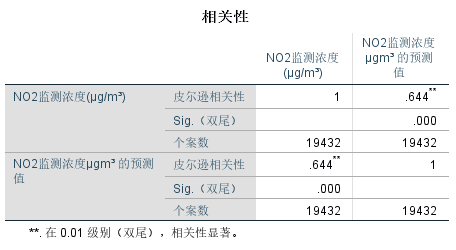 相关性
NO2监测浓度(μg/m³) NO2监测浓度μgm³ 的预测值
NO2监测浓度(μg/m³) 皮尔逊相关性 1 .644**
Sig.（双尾） .000
个案数 19432 19432
NO2监测浓度μgm³ 的预测值 皮尔逊相关性 .644** 1
Sig.（双尾） .000
个案数 19432 19432
**. 在 0.01 级别（双尾），相关性显著。